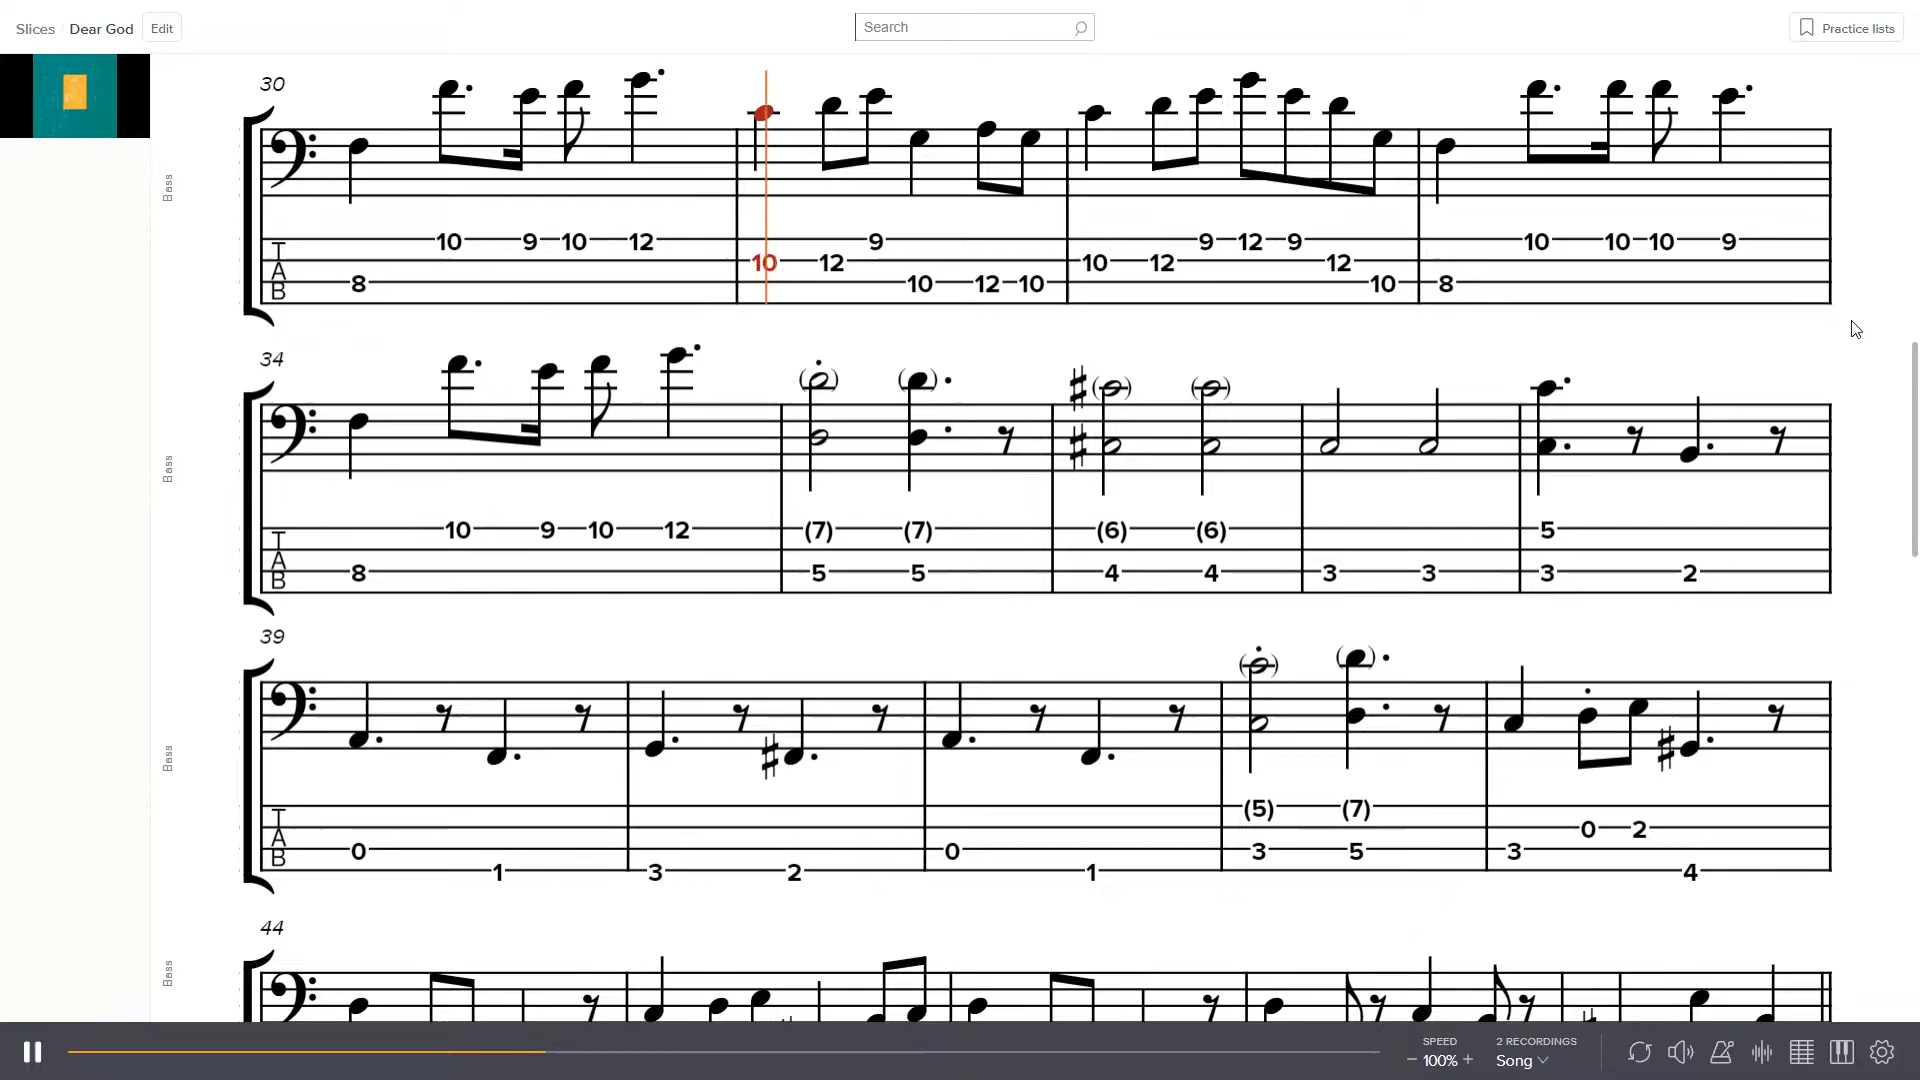 Slices / Dear God Edit
Search
Practice lists
30
Bass
T
A
B
10 9 10 12 9 9 12 9 10 10 10 9
10 12 10 12 12
8 10 12 10 10 8
34
Bass
T
A
B
10 9 10 12 (7) (7) (6) (6) 5
8 5 5 4 4 3 3 3 2
39
Bass
T
A
B
(5) (7)
0 2
0 0 3 5 3
1 3 2 1 4
44
Bass
SPEED
− 100% +
2 RECORDINGS
Song